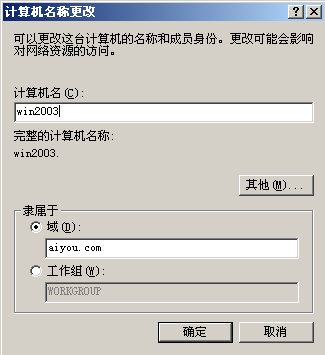 计算机名称更改
可以更改这台计算机的名称和成员身份。更改可能会影响
对网络资源的访问。
计算机名(C):
win2003
完整的计算机名称:
win2003.
其他(M)...
隶属于
域(D):
aiyou.com
工作组(W):
WORKGROUP
确定
取消